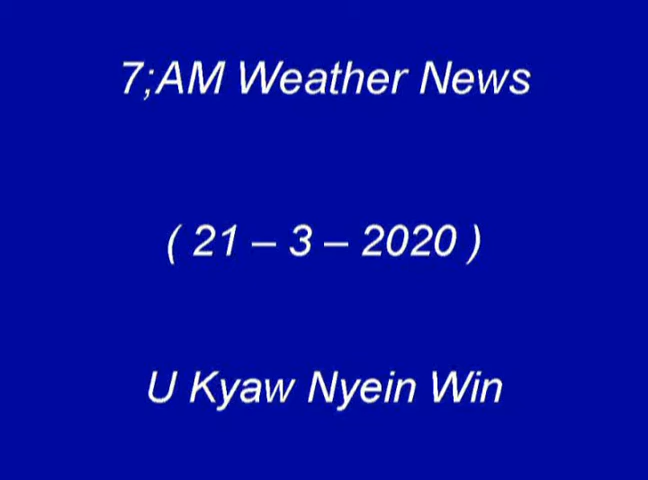 7;AM Weather News
( 21 – 3 – 2020 )
U Kyaw Nyein Win